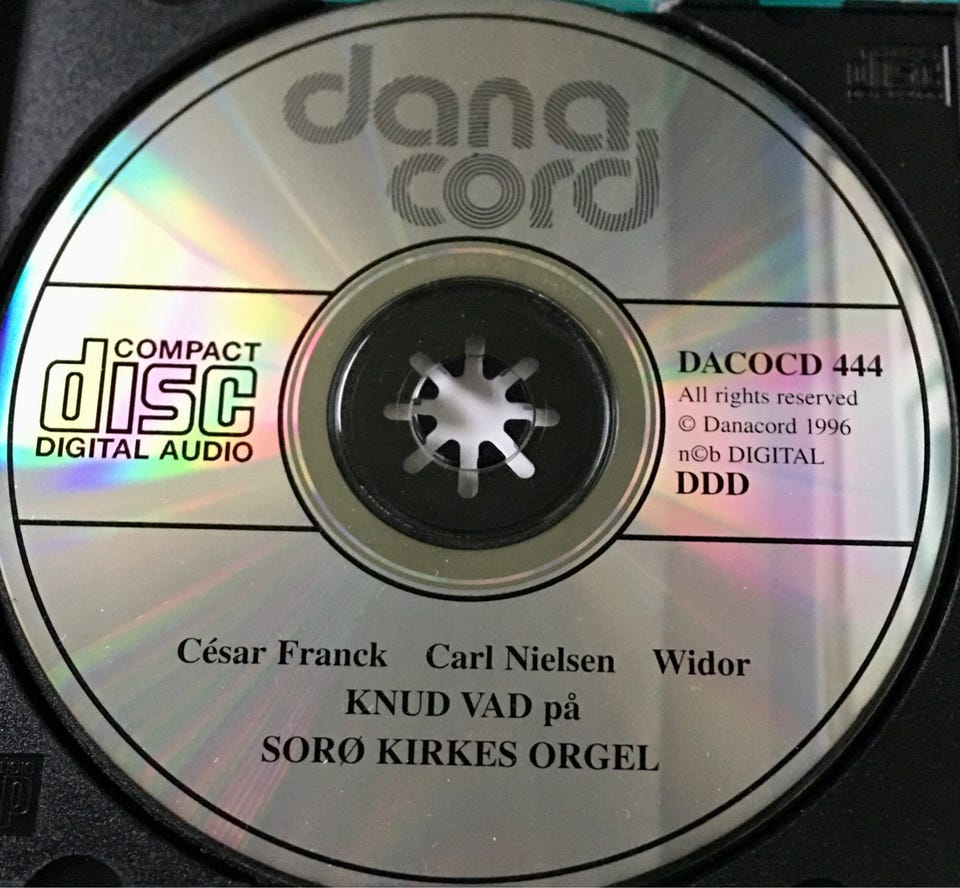 dana
cord
COMPACT
disc
DIGITAL AUDIO
DACOCD 444
All rights reserved
© Danacord 1996
n©b DIGITAL
DDD
César Franck Carl Nielsen Widor
KNUD VAD på
SORØ KIRKES ORGEL